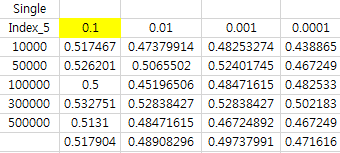 Single
Index_5 0.1 0.01 0.001 0.0001
10000 0.517467 0.47379914 0.48253274 0.438865
50000 0.526201 0.5065502 0.52401745 0.467249
100000 0.5 0.45196506 0.48471615 0.482533
300000 0.532751 0.52838427 0.52838427 0.502183
500000 0.5131 0.48471615 0.46724892 0.467249
0.517904 0.48908296 0.49737991 0.471616